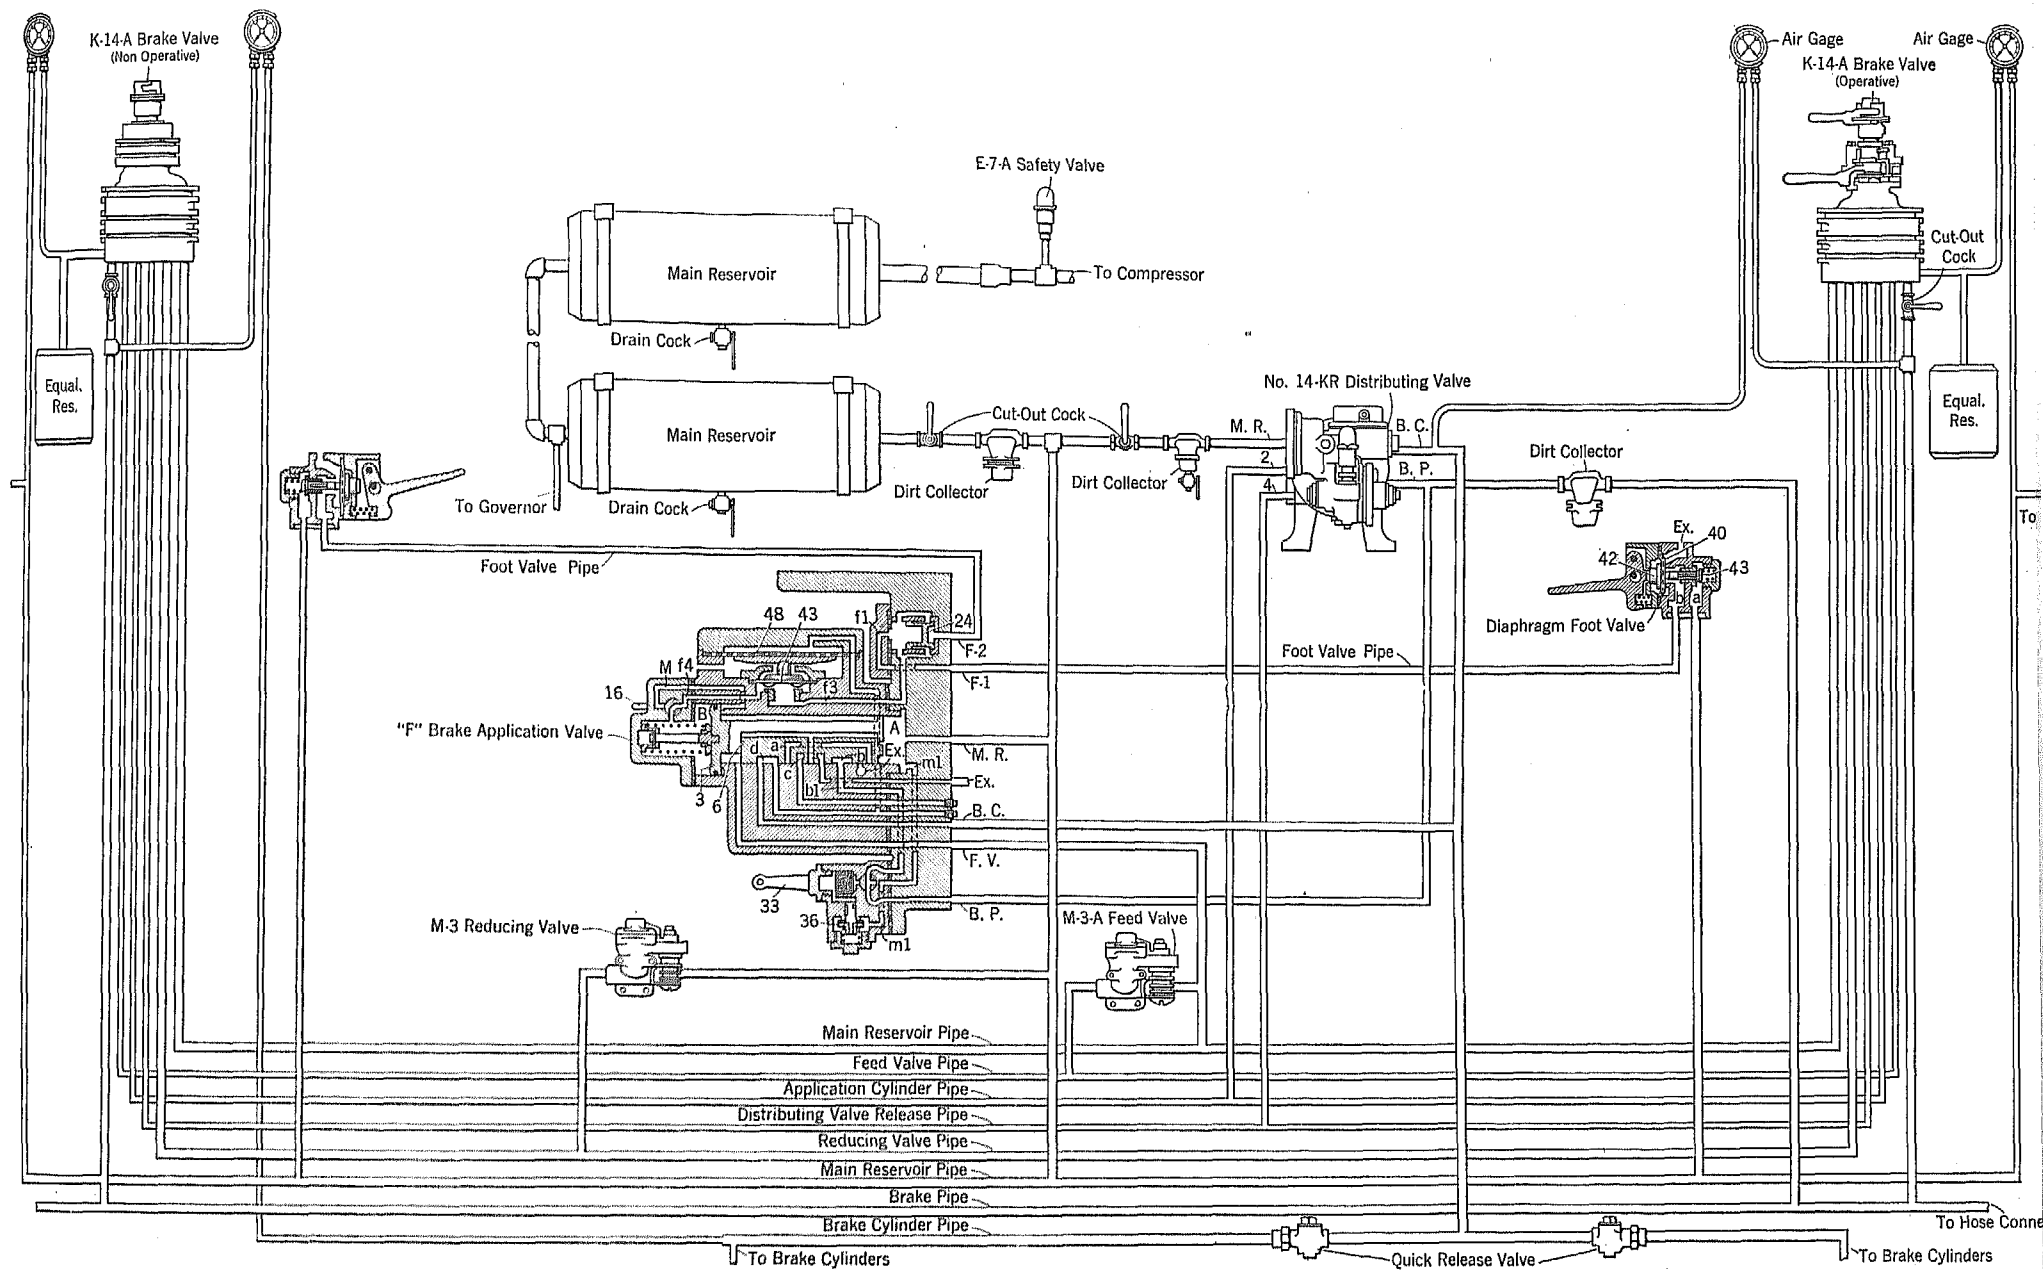 K-14-A Brake Valve
(Non Operative)
Air Gage
Air Gage
K-14-A Brake Valve
(Operative)
E-7-A Safety Valve
Cut-Out
Cock
Main Reservoir
To Compressor
Drain Cock
Equal.
Res.
No. 14-KR Distributing Valve
Equal.
Res.
Main Reservoir
Cut-Out Cock
M. R.
B. C.
2
B. P.
Dirt Collector
4
Dirt Collector
Dirt Collector
To Governor
Drain Cock
To
Ex.
40
42
43
b
a
Foot Valve Pipe
Diaphragm Foot Valve
48
43
f1
24
F-2
Foot Valve Pipe
F-1
M
f4
f3
16
B
"F" Brake Application Valve
A
d
a
b
Ex.
M. R.
c
m1
b1
Ex.
3
6
B. C.
F. V.
33
B. P.
36
m1
M-3 Reducing Valve
M-3-A Feed Valve
Main Reservoir Pipe
Feed Valve Pipe
Application Cylinder Pipe
Distributing Valve Release Pipe
Reducing Valve Pipe
Main Reservoir Pipe
Brake Pipe
Brake Cylinder Pipe
To Hose Conne
To Brake Cylinders
Quick Release Valve
To Brake Cylinders